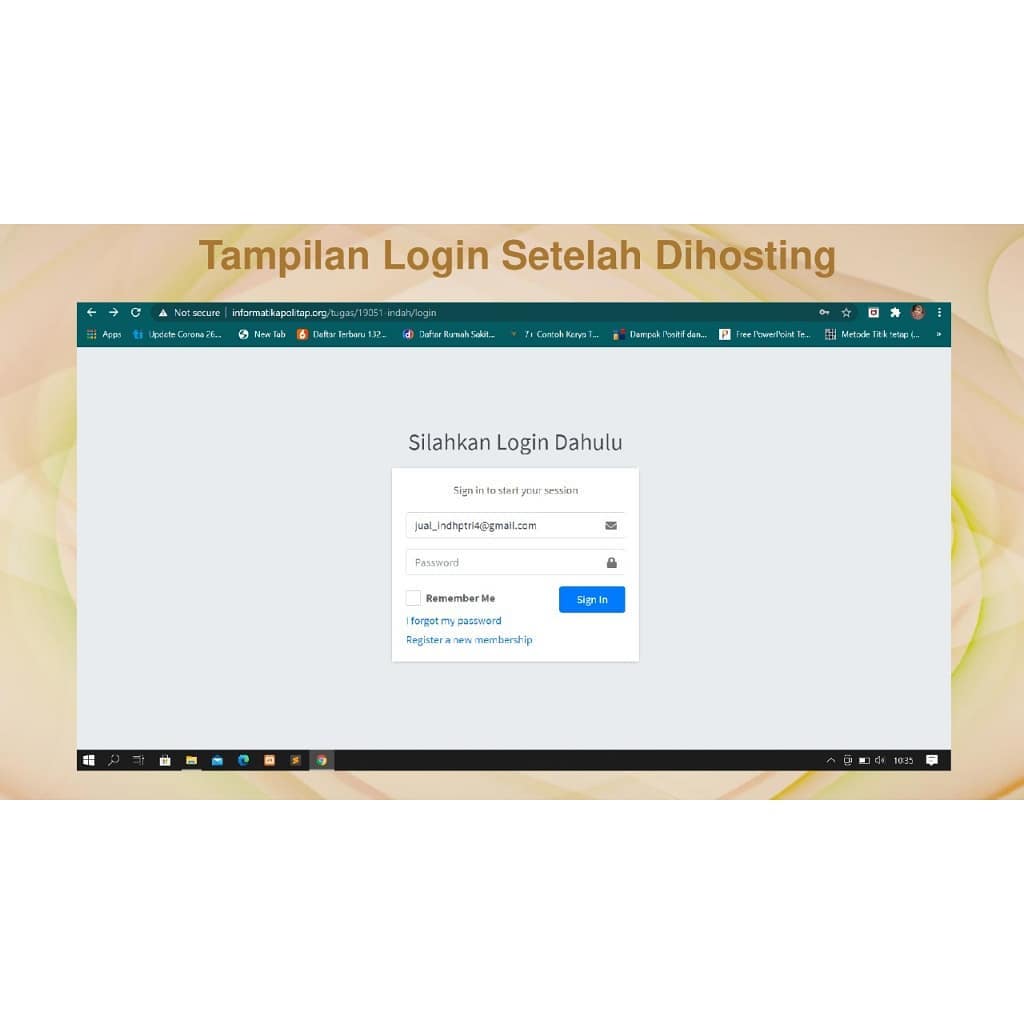 Tampilan Login Setelah Dihosting
Not secure | informatikapolitap.org/tugas/19051-indah/login
Apps Update Corona 26... New Tab Daftar Terbaru 132... Daftar Rumah Sakit... 7+ Contoh Karya T... Dampak Positif dan... Free PowerPoint Te... Metode Titik tetap (... »
Silahkan Login Dahulu
Sign in to start your session
jual_indhptri4@gmail.com
Password
Remember Me
Sign In
I forgot my password
Register a new membership
10:35